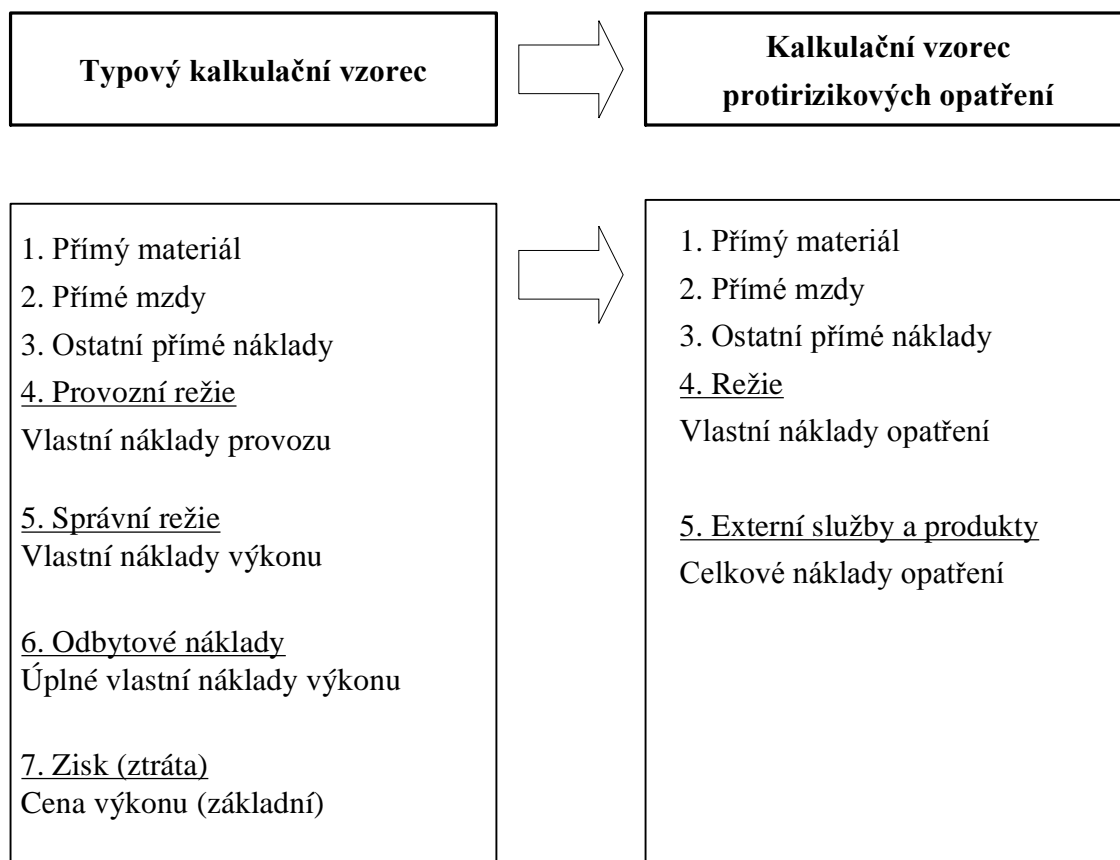 Typový kalkulační vzorec
Kalkulační vzorec
protirizikových opatření
1. Přímý materiál
2. Přímé mzdy
3. Ostatní přímé náklady
4. Provozní režie
Vlastní náklady provozu
5. Správní režie
Vlastní náklady výkonu
6. Odbytové náklady
Úplné vlastní náklady výkonu
7. Zisk (ztráta)
Cena výkonu (základní)
1. Přímý materiál
2. Přímé mzdy
3. Ostatní přímé náklady
4. Režie
Vlastní náklady opatření
5. Externí služby a produkty
Celkové náklady opatření